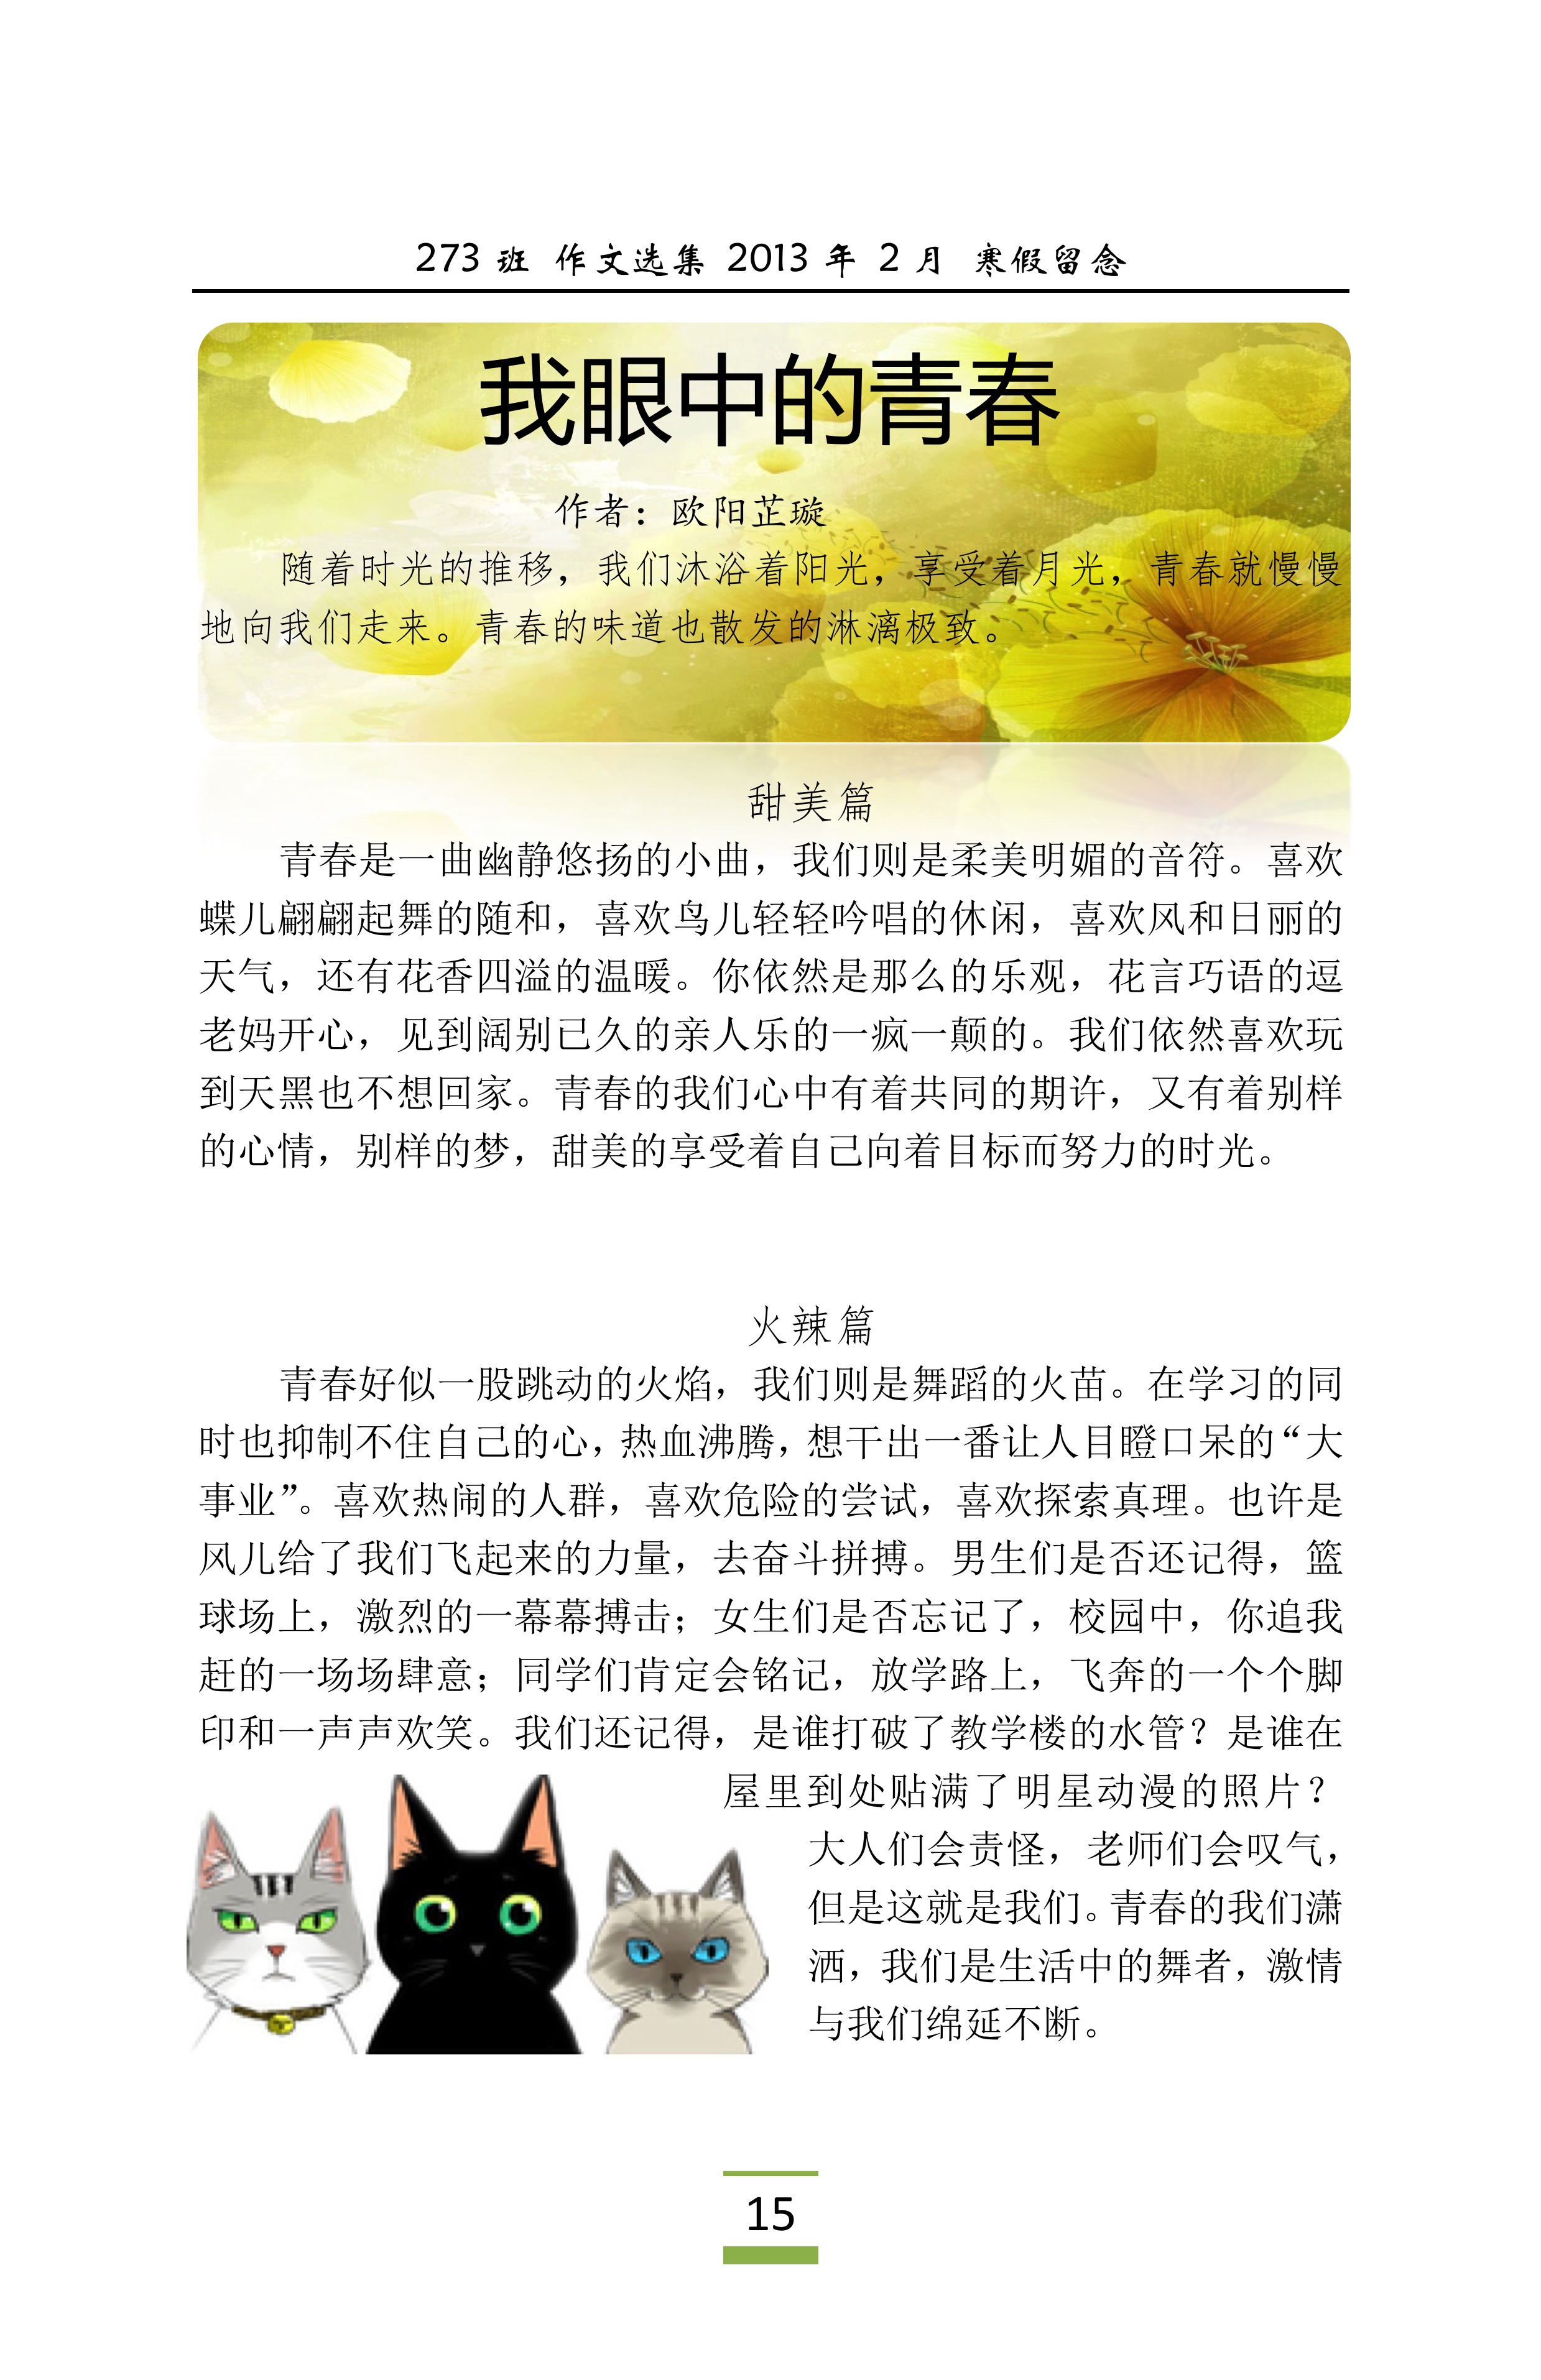 273 班 作文选集 2013 年 2 月 寒假留念
我眼中的青春
作者：欧阳芷璇
随着时光的推移，我们沐浴着阳光，享受着月光，青春就慢慢
地向我们走来。青春的味道也散发的淋漓极致。
甜美篇
青春是一曲幽静悠扬的小曲，我们则是柔美明媚的音符。喜欢
蝶儿翩翩起舞的随和，喜欢鸟儿轻轻吟唱的休闲，喜欢风和日丽的
天气，还有花香四溢的温暖。你依然是那么的乐观，花言巧语的逗
老妈开心，见到阔别已久的亲人乐的一疯一颠的。我们依然喜欢玩
到天黑也不想回家。青春的我们心中有着共同的期许，又有着别样
的心情，别样的梦，甜美的享受着自己向着目标而努力的时光。
火辣篇
青春好似一股跳动的火焰，我们则是舞蹈的火苗。在学习的同
时也抑制不住自己的心，热血沸腾，想干出一番让人目瞪口呆的“大
事业”。喜欢热闹的人群，喜欢危险的尝试，喜欢探索真理。也许是
风儿给了我们飞起来的力量，去奋斗拼搏。男生们是否还记得，篮
球场上，激烈的一幕幕搏击；女生们是否忘记了，校园中，你追我
赶的一场场肆意；同学们肯定会铭记，放学路上，飞奔的一个个脚
印和一声声欢笑。我们还记得，是谁打破了教学楼的水管？是谁在
屋里到处贴满了明星动漫的照片？
大人们会责怪，老师们会叹气，
但是这就是我们。青春的我们潇
洒，我们是生活中的舞者，激情
与我们绵延不断。
15